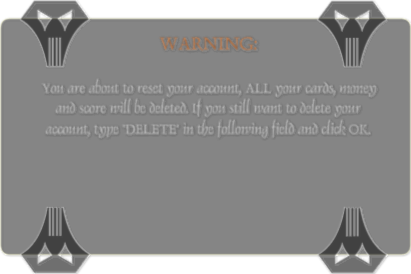 WARNING:
You are about to reset your account, ALL your cards, money
and score will be deleted. If you still want to delete your
account, type 'DELETE' in the following field and click OK.